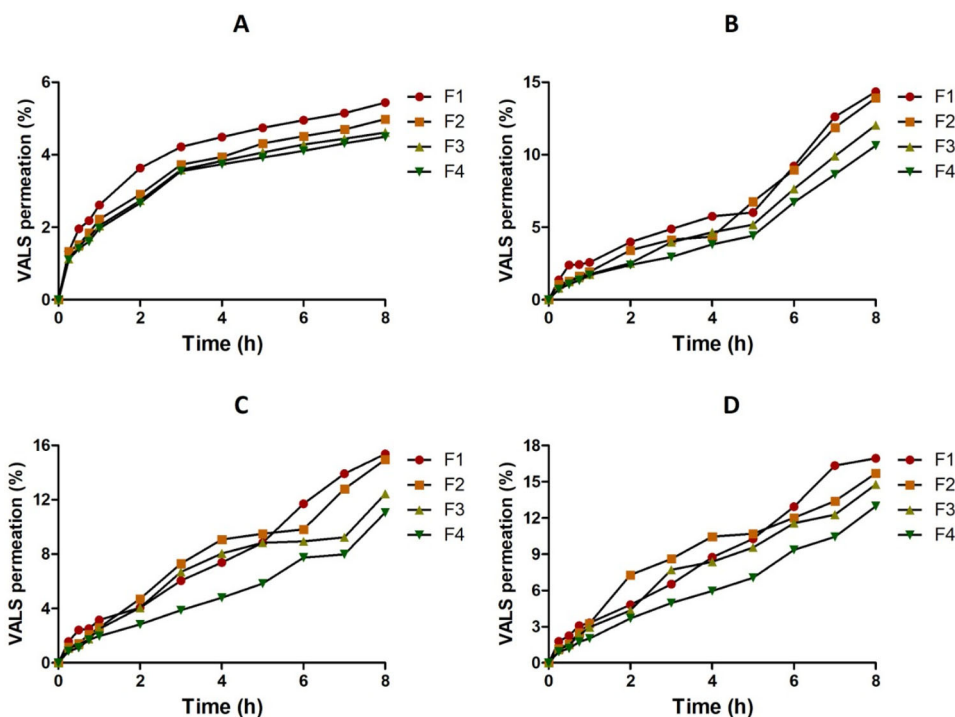 A
VALS permeation (%)
6
4
2
0
0 2 4 6 8
Time (h)
F1
F2
F3
F4
B
VALS permeation (%)
15
10
5
0
0 2 4 6 8
Time (h)
F1
F2
F3
F4
C
VALS permeation (%)
16
12
8
4
0
0 2 4 6 8
Time (h)
F1
F2
F3
F4
D
VALS permeation (%)
18
15
12
9
6
3
0
0 2 4 6 8
Time (h)
F1
F2
F3
F4